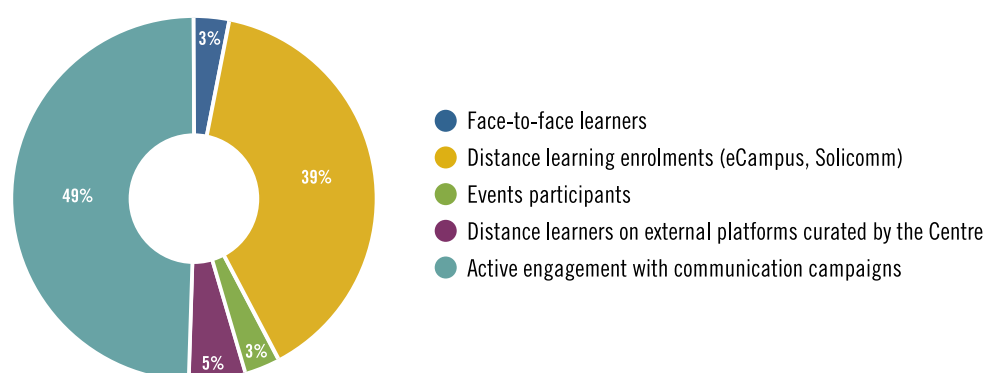 3%
39%
49%
3%
5%
Face-to-face learners
Distance learning enrolments (eCampus, Solicomm)
Events participants
Distance learners on external platforms curated by the Centre
Active engagement with communication campaigns